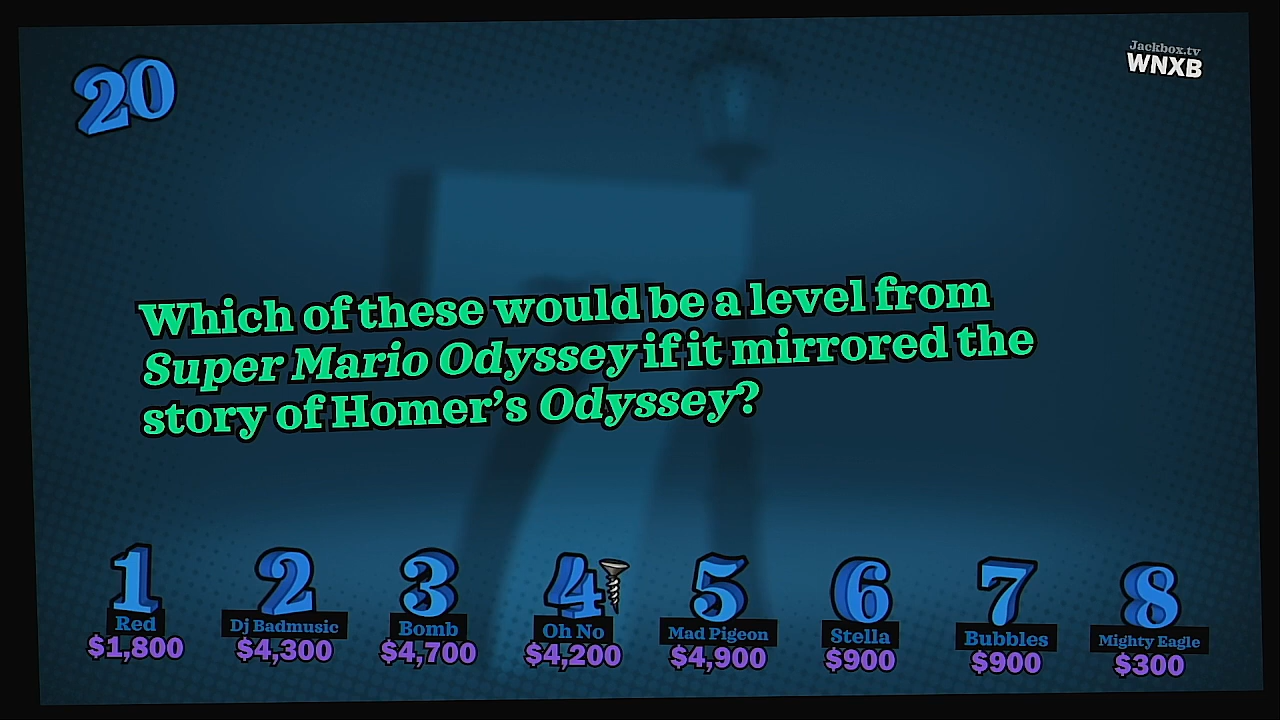 20
Jackbox.tv
WNXB
Which of these would be a level from
Super Mario Odyssey if it mirrored the
story of Homer's Odyssey?
1 2 3 4 5 6 7 8
Red Dj Badmusic Bomb Oh No Mad Pigeon Stella Bubbles Mighty Eagle
$1,800 $4,300 $4,700 $4,200 $4,900 $900 $900 $300